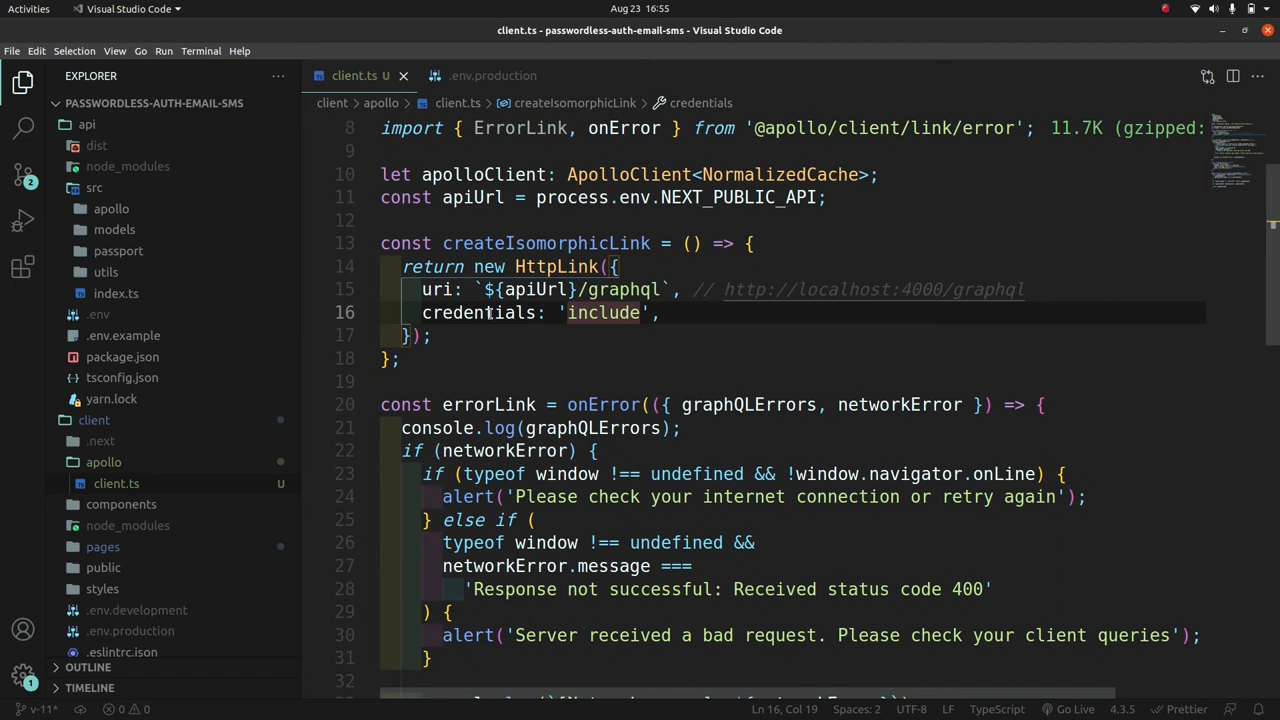 Activities
Visual Studio Code
Aug 23 16:55
client.ts - passwordless-auth-email-sms - Visual Studio Code
File Edit Selection View Go Run Terminal Help
EXPLORER
PASSWORDLESS-AUTH-EMAIL-SMS
api
dist
node_modules
src
apollo
models
passport
utils
index.ts
.env
.env.example
package.json
tsconfig.json
yarn.lock
client
.next
apollo
client.ts U
components
node_modules
pages
public
styles
.env.development
.env.production
.eslintrc.json
OUTLINE
TIMELINE
2
1
client.ts U
.env.production
client > apollo > client.ts > createIsomorphicLink > credentials
8 import { ErrorLink, onError } from '@apollo/client/link/error'; 11.7K (gzipped:
9
10 let apolloClient: ApolloClient<NormalizedCache>;
11 const apiUrl = process.env.NEXT_PUBLIC_API;
12
13 const createIsomorphicLink = () => {
14 return new HttpLink({
15 uri: `${apiUrl}/graphql`, // http://localhost:4000/graphql
16 credentials: 'include',
17 });
18 };
19
20 const errorLink = onError(({ graphQLErrors, networkError }) => {
21 console.log(graphQLErrors);
22 if (networkError) {
23 if (typeof window !== undefined && !window.navigator.onLine) {
24 alert('Please check your internet connection or retry again');
25 } else if (
26 typeof window !== undefined &&
27 networkError.message ===
28 'Response not successful: Received status code 400'
29 ) {
30 alert('Server received a bad request. Please check your client queries');
31 }
32
v-11* 0 0
Ln 16, Col 19 Spaces: 2 UTF-8 LF TypeScript Go Live 4.3.5 Prettier